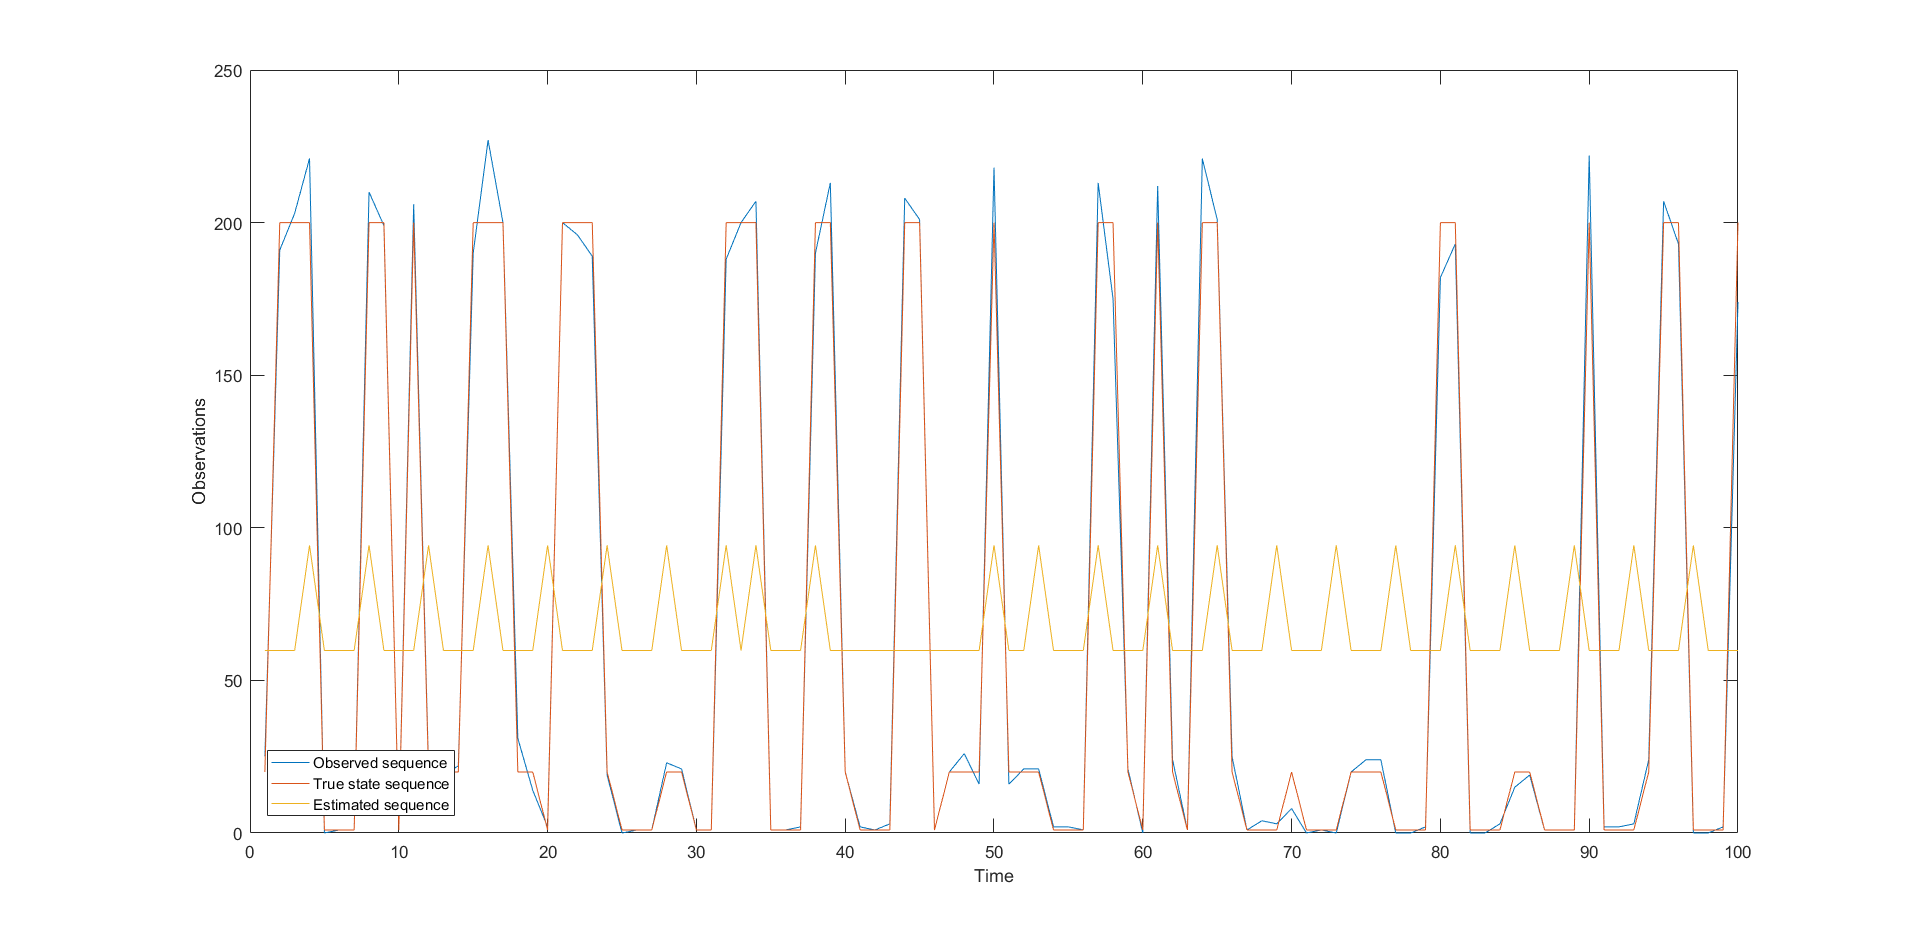 250
200
150
100
50
0
Observations
Observed sequence
True state sequence
Estimated sequence
0 10 20 30 40 50 60 70 80 90 100
Time